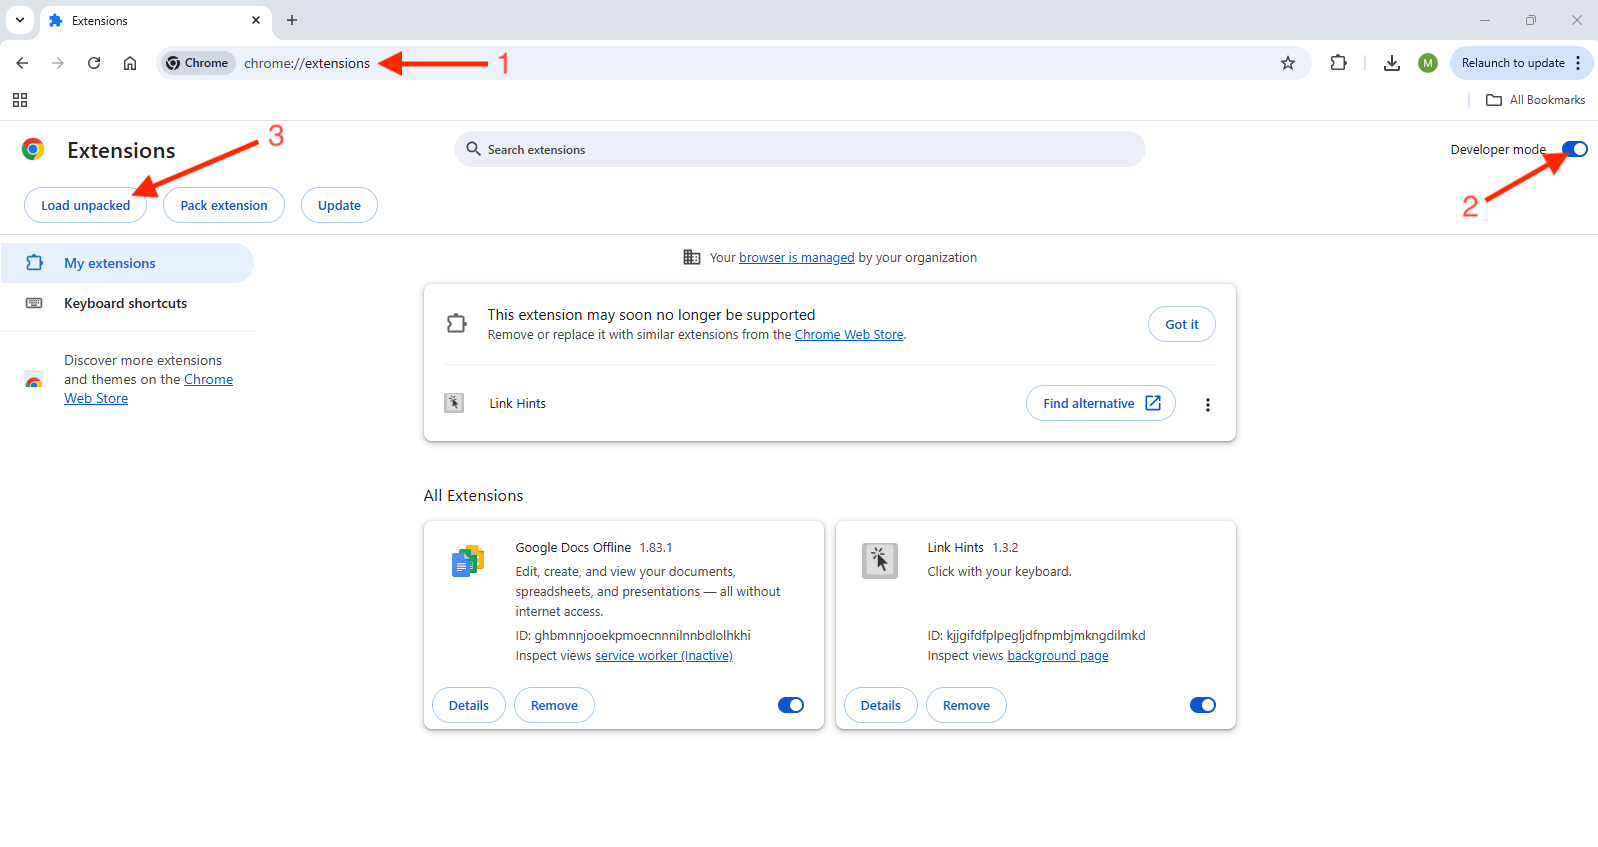 Extensions
Chrome
chrome://extensions
1
M
Relaunch to update
All Bookmarks
Extensions
3
Search extensions
Developer mode
2
Load unpacked
Pack extension
Update
My extensions
Keyboard shortcuts
Discover more extensions
and themes on the Chrome
Web Store
Your browser is managed by your organization
This extension may soon no longer be supported
Remove or replace it with similar extensions from the Chrome Web Store.
Got it
Link Hints
Find alternative
All Extensions
Google Docs Offline 1.83.1
Edit, create, and view your documents,
spreadsheets, and presentations — all without
internet access.
ID: ghbmnnjooekpmoecnnnilnnbdlolhkhi
Inspect views service worker (Inactive)
Details
Remove
Link Hints 1.3.2
Click with your keyboard.
ID: kjjgifdfplpegljdfnpmbjmkngdilmkd
Inspect views background page
Details
Remove